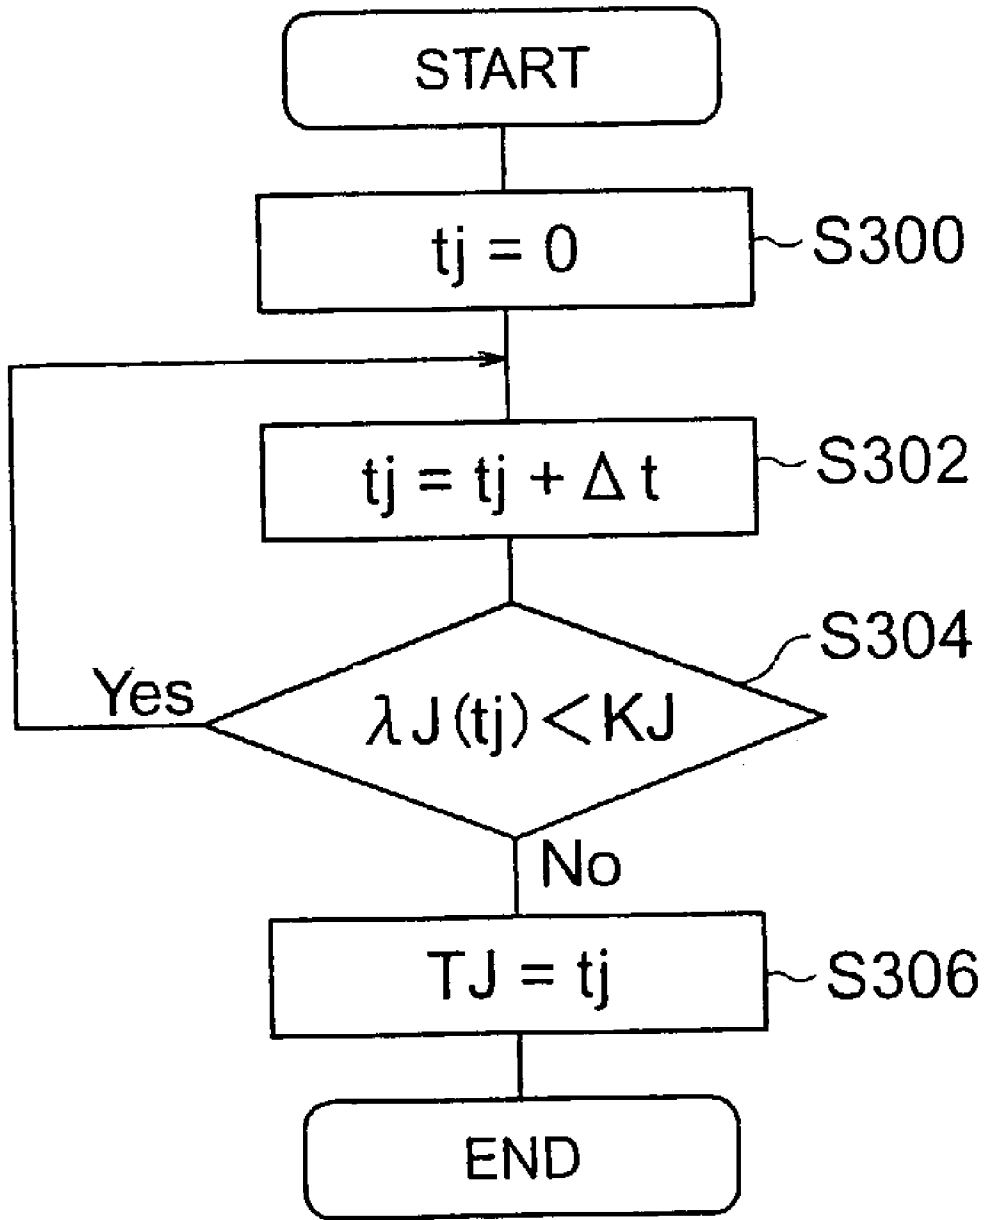 START
tj = 0
S300
tj = tj + Δt
S302
S304
Yes
λJ(tj)<KJ
No
TJ = tj
S306
END